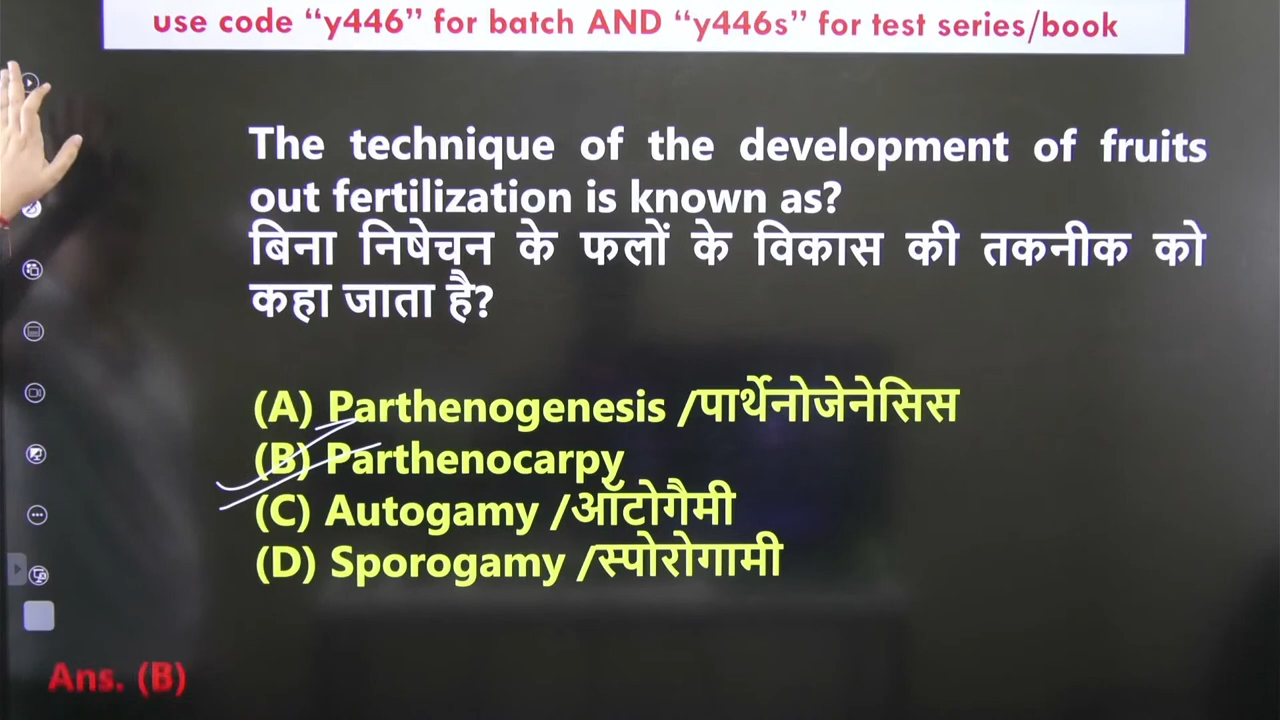 use code “y446” for batch AND “y446s” for test series/book
The technique of the development of fruits
out fertilization is known as?
बिना निषेचन के फलों के विकास की तकनीक को
कहा जाता है?
(A) Parthenogenesis /पार्थेनोजेनेसिस
(B) Parthenocarpy
(C) Autogamy /ऑटोगैमी
(D) Sporogamy /स्पोरोगामी
Ans. (B)